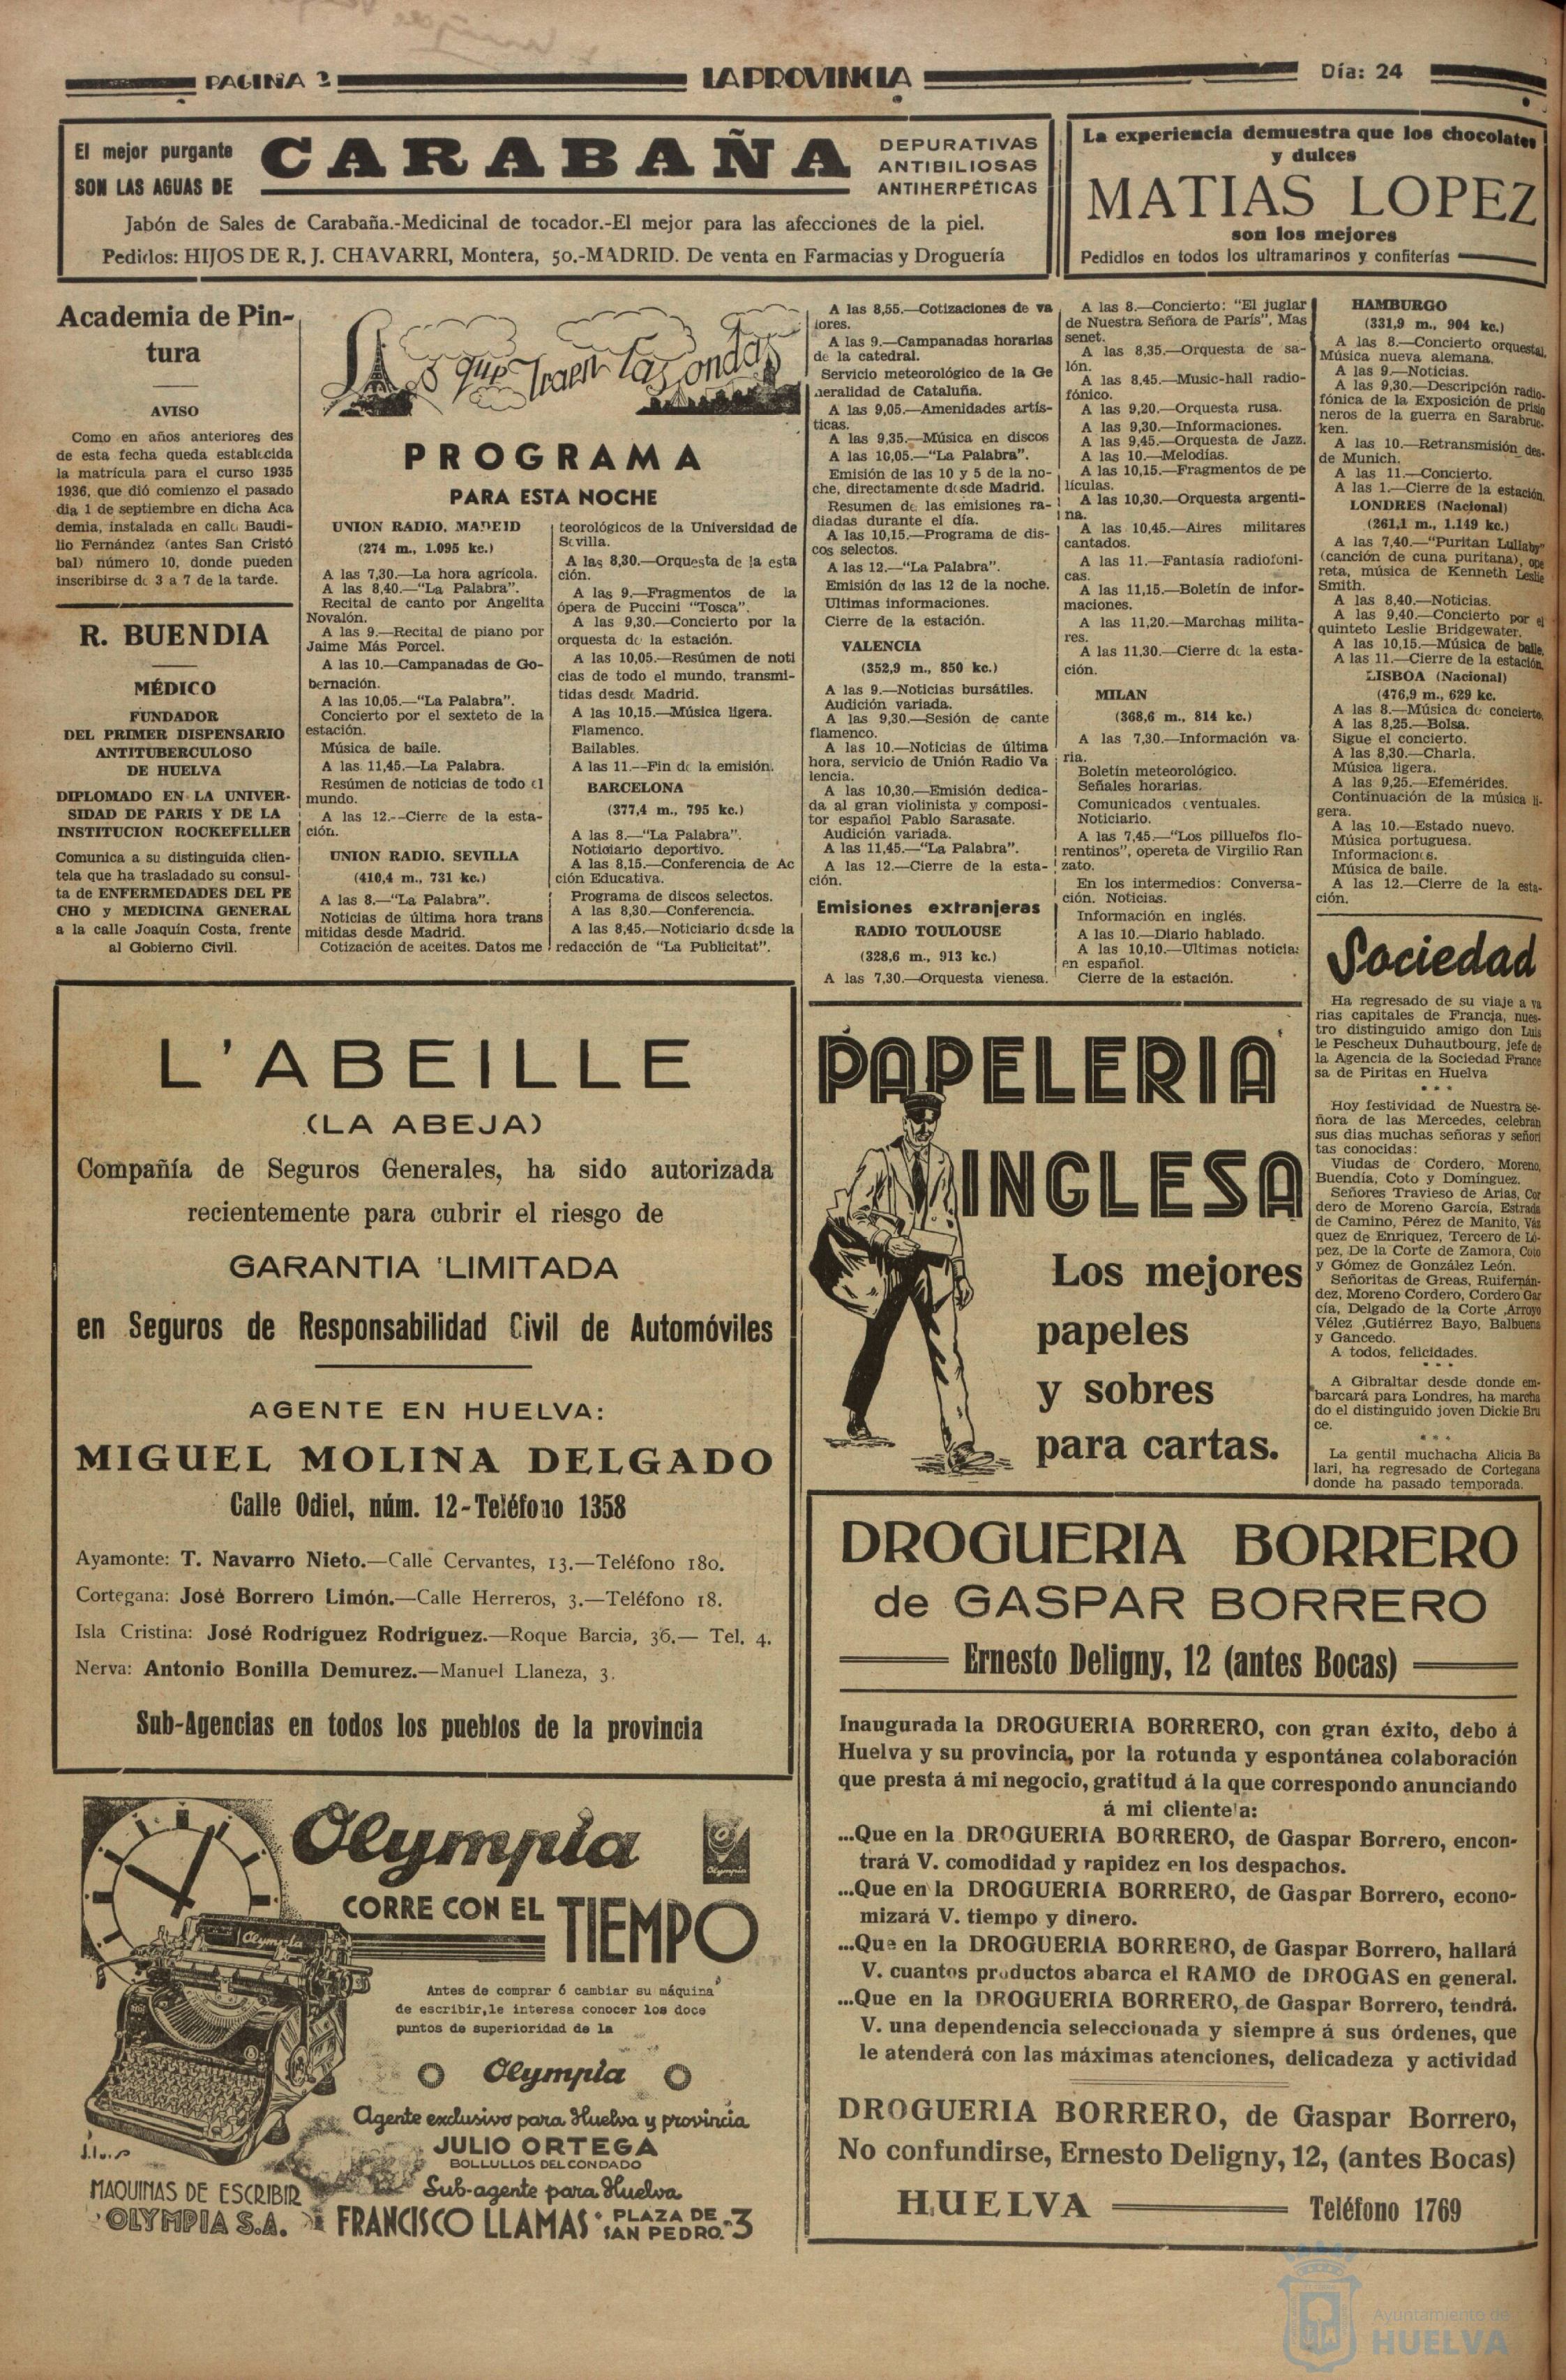 PAGINA 2
LA PROVINCIA
Día: 24
El mejor purgante
SON LAS AGUAS DE
CARABAÑA
DEPURATIVAS
ANTIBILIOSAS
ANTIHERPÉTICAS
Jabón de Sales de Carabaña.-Medicinal de tocador.-El mejor para las afecciones de la piel.
Pedidos: HIJOS DE R. J. CHAVARRI, Montera, 50.-MADRID. De venta en Farmacias y Droguería
La experiencia demuestra que los chocolates
y dulces
MATIAS LOPEZ
son los mejores
Pedidlos en todos los ultramarinos y confiterías
Academia de Pin-
tura
AVISO
Como en años anteriores des
de esta fecha queda establecida
la matrícula para el curso 1935
1936, que dió comienzo el pasado
dia 1 de septiembre en dicha Aca
demia, instalada en calle Baudi-
lio Fernández (antes San Cristó
bal) número 10, donde pueden
inscribirse de 3 a 7 de la tarde.
R. BUENDIA
MÉDICO
FUNDADOR
DEL PRIMER DISPENSARIO
ANTITUBERCULOSO
DE HUELVA
DIPLOMADO EN LA UNIVER-
SIDAD DE PARIS Y DE LA
INSTITUCION ROCKEFELLER
Comunica a su distinguida clien-
tela que ha trasladado su consul-
ta de ENFERMEDADES DEL PE
CHO y MEDICINA GENERAL
a la calle Joaquín Costa, frente
al Gobierno Civil.
Lo que traen las ondas
PROGRAMA
PARA ESTA NOCHE
UNION RADIO. MADRID
(274 m., 1.095 kc.)
A las 7,30.—La hora agrícola.
A las 8,40.—"La Palabra".
Recital de canto por Angelita
Novalón.
A las 9.—Recital de piano por
Jaime Más Porcel.
A las 10.—Campanadas de Go-
bernación.
A las 10,05.—"La Palabra".
Concierto por el sexteto de la
estación.
Música de baile.
A las 11,45.—La Palabra.
Resúmen de noticias de todo el
mundo.
A las 12.--Cierre de la esta-
ción.
UNION RADIO. SEVILLA
(410,4 m., 731 kc.)
A las 8.—"La Palabra".
Noticias de última hora trans
mitidas desde Madrid.
Cotización de aceites. Datos me
teorológicos de la Universidad de
Sevilla.
A las 8,30.—Orquesta de la esta
ción.
A las 9.—Fragmentos de la
ópera de Puccini "Tosca".
A las 9,30.—Concierto por la
orquesta de la estación.
A las 10,05.—Resúmen de noti
cias de todo el mundo, transmi-
tidas desde Madrid.
A las 10,15.—Música ligera.
Flamenco.
Bailables.
A las 11.--Fin de la emisión.
BARCELONA
(377,4 m., 795 kc.)
A las 8.—"La Palabra".
Noticiario deportivo.
A las 8,15.—Conferencia de Ac
ción Educativa.
Programa de discos selectos.
A las 8,30.—Conferencia.
A las 8,45.—Noticiario desde la
redacción de "La Publicitat".
A las 8,55.—Cotizaciones de va
lores.
A las 9.—Campanadas horarias
de la catedral.
Servicio meteorológico de la Ge
neralidad de Cataluña.
A las 9,05.—Amenidades artís-
ticas.
A las 9,35.—Música en discos
A las 10,05.—"La Palabra".
Emisión de las 10 y 5 de la no-
che, directamente desde Madrid.
Resumen de las emisiones ra-
diadas durante el día.
A las 10,15.—Programa de dis-
cos selectos.
A las 12.—"La Palabra".
Emisión de las 12 de la noche.
Ultimas informaciones.
Cierre de la estación.
VALENCIA
(352,9 m., 850 kc.)
A las 9.—Noticias bursátiles.
Audición variada.
A las 9,30.—Sesión de cante
flamenco.
A las 10.—Noticias de última
hora, servicio de Unión Radio Va
lencia.
A las 10,30.—Emisión dedica-
da al gran violinista y composi-
tor español Pablo Sarasate.
Audición variada.
A las 11,45.—"La Palabra".
A las 12.—Cierre de la esta-
ción.
Emisiones extranjeras
RADIO TOULOUSE
(328,6 m., 913 kc.)
A las 7,30.—Orquesta vienesa.
A las 8.—Concierto: "El juglar
de Nuestra Señora de París", Mas
senet.
A las 8,35.—Orquesta de sa-
lón.
A las 8,45.—Music-hall radio-
fónico.
A las 9,20.—Orquesta rusa.
A las 9,30.—Informaciones.
A las 9,45.—Orquesta de Jazz.
A las 10.—Melodías.
A las 10,15.—Fragmentos de pe
lículas.
A las 10,30.—Orquesta argenti-
na.
A las 10,45.—Aires militares
cantados.
A las 11.—Fantasía radiofóni-
cas.
A las 11,15.—Boletín de infor-
maciones.
A las 11,20.—Marchas milita-
res.
A las 11,30.—Cierre de la esta-
ción.
MILAN
(368,6 m., 814 kc.)
A las 7,30.—Información va-
ria.
Boletín meteorológico.
Señales horarias.
Comunicados eventuales.
Noticiario.
A las 7,45.—"Los pilluelos flo-
rentinos", opereta de Virgilio Ran
zato.
En los intermedios: Conversa-
ción. Noticias.
Información en inglés.
A las 10.—Diario hablado.
A las 10,10.—Ultimas noticias
en español.
Cierre de la estación.
HAMBURGO
(331,9 m., 904 kc.)
A las 8.—Concierto orquestal.
Música nueva alemana.
A las 9.—Noticias.
A las 9,30.—Descripción radio-
fónica de la Exposición de prisio
neros de la guerra en Sarabruc-
ken.
A las 10.—Retransmisión des-
de Munich.
A las 11.—Concierto.
A las 1.—Cierre de la estación.
LONDRES (Nacional)
(261,1 m., 1.149 kc.)
A las 7,40.—"Puritan Lullaby"
(canción de cuna puritana), ope
reta, música de Kenneth Leslie
Smith.
A las 8,40.—Noticias.
A las 9,40.—Concierto por el
quinteto Leslie Bridgewater.
A las 10,15.—Música de baile.
A las 11.—Cierre de la estación.
LISBOA (Nacional)
(476,9 m., 629 kc.
A las 8.—Música de concierto.
A las 8,25.—Bolsa.
Sigue el concierto.
A las 8,30.—Charla.
Música ligera.
A las 9,25.—Efemérides.
Continuación de la música li-
gera.
A las 10.—Estado nuevo.
Música portuguesa.
Informaciones.
Música de baile.
A las 12.—Cierre de la esta-
ción.
Sociedad
Ha regresado de su viaje a va
rias capitales de Francia, nues-
tro distinguido amigo don Luis
le Pescheux Duhautbourg, jefe de
la Agencia de la Sociedad France
sa de Piritas en Huelva
* * *
Hoy festividad de Nuestra Se-
ñora de las Mercedes, celebran
sus dias muchas señoras y señori
tas conocidas:
Viudas de Cordero, Moreno,
Buendía, Coto y Domínguez.
Señores Travieso de Arias, Cor
dero de Moreno García, Estrada
de Camino, Pérez de Manito, Váz
quez de Enriquez, Tercero de Ló-
pez, De la Corte de Zamora, Coto
y Gómez de González León.
Señoritas de Greas, Ruifernán-
dez, Moreno Cordero, Cordero Gar
cía, Delgado de la Corte ,Arroyo
Vélez ,Gutiérrez Bayo, Balbuena
y Gancedo.
A todos, felicidades.
* * *
A Gibraltar desde donde em-
barcará para Londres, ha marcha
do el distinguido joven Dickie Bru
ce.
* * *
La gentil muchacha Alicia Ba
lari, ha regresado de Cortegana
donde ha pasado temporada.
L'ABEILLE
(LA ABEJA)
Compañía de Seguros Generales, ha sido autorizada
recientemente para cubrir el riesgo de
GARANTIA LIMITADA
en Seguros de Responsabilidad Civil de Automóviles
AGENTE EN HUELVA:
MIGUEL MOLINA DELGADO
Calle Odiel, núm. 12-Teléfono 1358
Ayamonte: T. Navarro Nieto.—Calle Cervantes, 13.—Teléfono 180.
Cortegana: José Borrero Limón.—Calle Herreros, 3.—Teléfono 18.
Isla Cristina: José Rodríguez Rodríguez.—Roque Barcia, 36.— Tel. 4.
Nerva: Antonio Bonilla Demurez.—Manuel Llaneza, 3.
Sub-Agencias en todos los pueblos de la provincia
PAPELERIA
INGLESA
Los mejores
papeles
y sobres
para cartas.
Olympia
CORRE CON EL TIEMPO
Antes de comprar ó cambiar su máquina
de escribir,le interesa conocer los doce
puntos de superioridad de la
Olympia
Agente exclusivo para Huelva y provincia
JULIO ORTEGA
BOLLULLOS DEL CONDADO
Sub-agente para Huelva
FRANCISCO LLAMAS · PLAZA DE SAN PEDRO-3
MAQUINAS DE ESCRIBIR
OLYMPIA S.A.
DROGUERIA BORRERO
de GASPAR BORRERO
Ernesto Deligny, 12 (antes Bocas)
Inaugurada la DROGUERIA BORRERO, con gran éxito, debo á
Huelva y su provincia, por la rotunda y espontánea colaboración
que presta á mi negocio, gratitud á la que correspondo anunciando
á mi clientela:
...Que en la DROGUERIA BORRERO, de Gaspar Borrero, encon-
trará V. comodidad y rapidez en los despachos.
...Que en la DROGUERIA BORRERO, de Gaspar Borrero, econo-
mizará V. tiempo y dinero.
...Que en la DROGUERIA BORRERO, de Gaspar Borrero, hallará
V. cuantos productos abarca el RAMO de DROGAS en general.
...Que en la DROGUERIA BORRERO, de Gaspar Borrero, tendrá.
V. una dependencia seleccionada y siempre á sus órdenes, que
le atenderá con las máximas atenciones, delicadeza y actividad
DROGUERIA BORRERO, de Gaspar Borrero,
No confundirse, Ernesto Deligny, 12, (antes Bocas)
HUELVA
Teléfono 1769
Ayuntamiento de
HUELVA